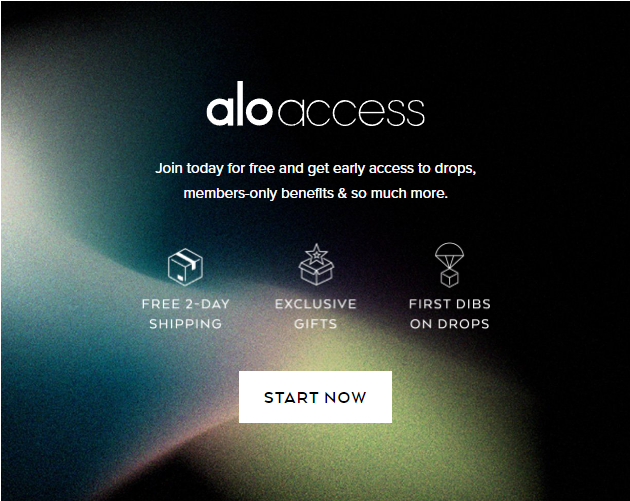 alo access
Join today for free and get early access to drops,
members-only benefits & so much more.
FREE 2-DAY
SHIPPING
EXCLUSIVE
GIFTS
FIRST DIBS
ON DROPS
START NOW